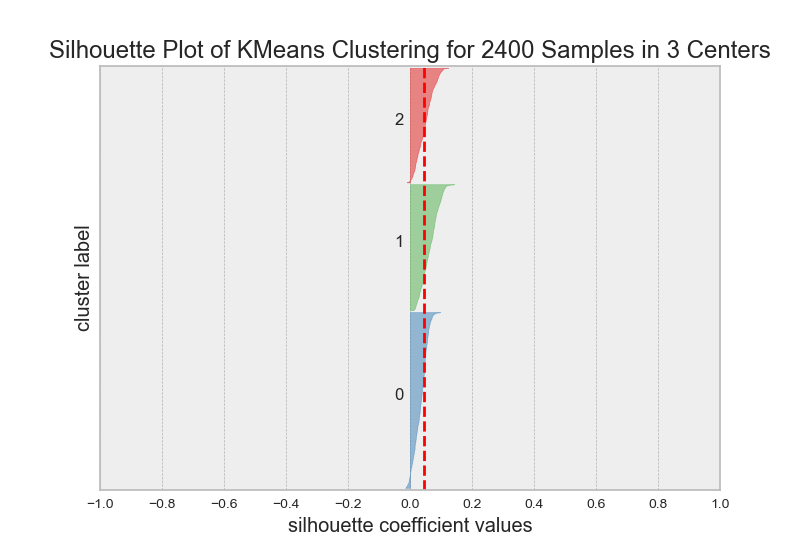 Silhouette Plot of KMeans Clustering for 2400 Samples in 3 Centers
cluster label
2
1
0
−1.0 −0.8 −0.6 −0.4 −0.2 0.0 0.2 0.4 0.6 0.8 1.0
silhouette coefficient values